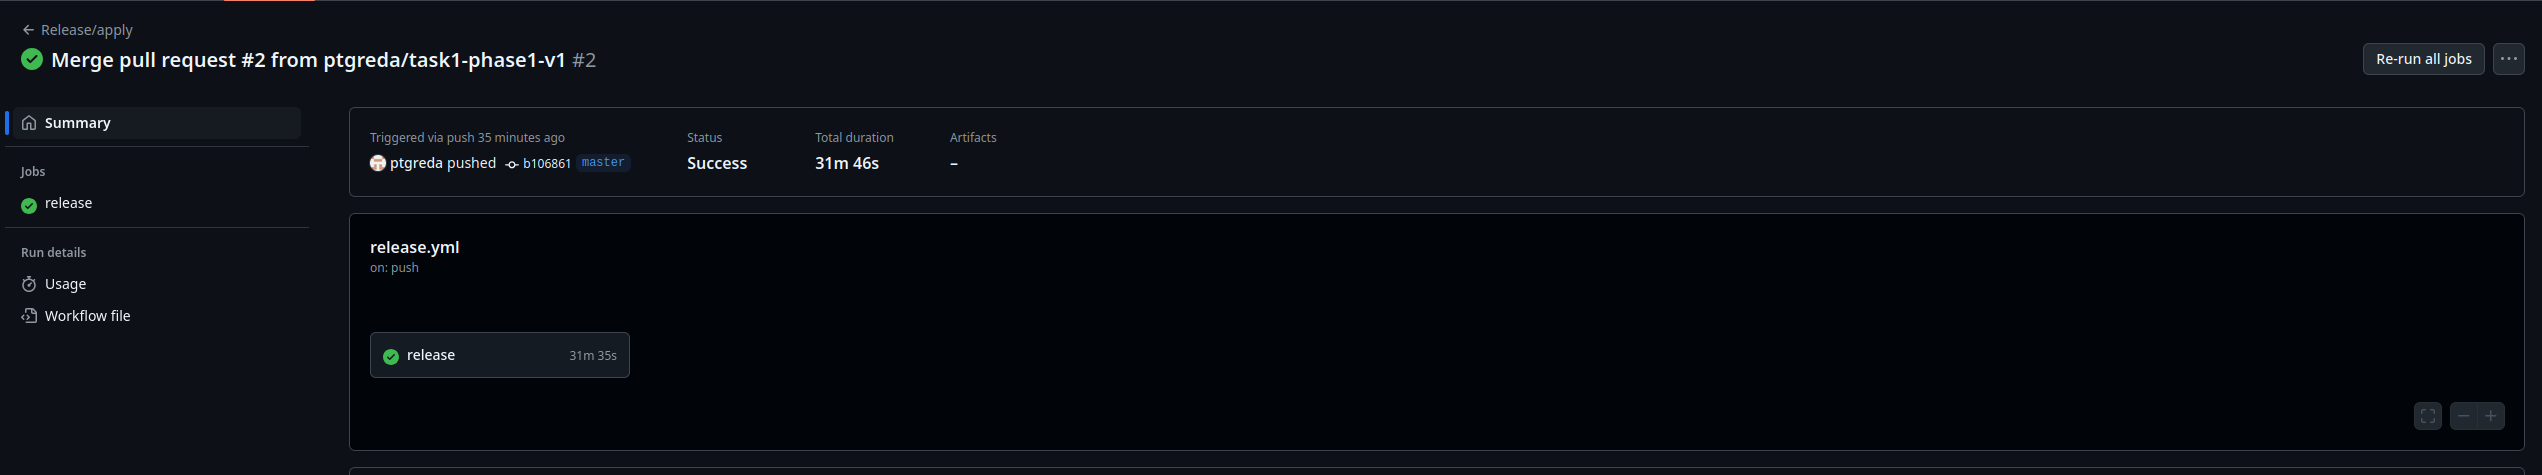 Release/apply
Merge pull request #2 from ptgreda/task1-phase1-v1 #2
Re-run all jobs
Summary
Jobs
release
Run details
Usage
Workflow file
Triggered via push 35 minutes ago
ptgreda pushed b106861 master
Status
Success
Total duration
31m 46s
Artifacts
–
release.yml
on: push
release 31m 35s